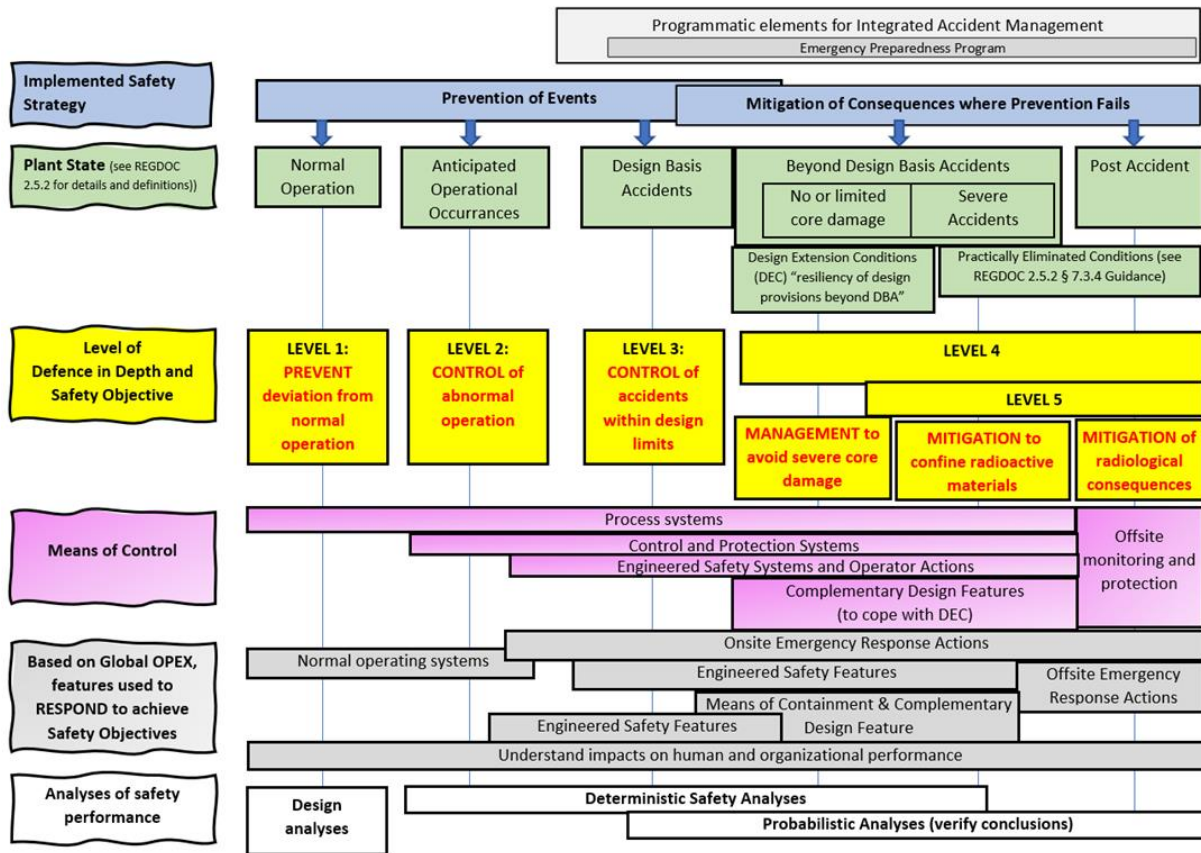 Programmatic elements for Integrated Accident Management
Emergency Preparedness Program
Implemented Safety
Strategy
Prevention of Events
Mitigation of Consequences where Prevention Fails
Plant State (see REGDOC
2.5.2 for details and definitions))
Normal
Operation
Anticipated
Operational
Occurrances
Design Basis
Accidents
Beyond Design Basis Accidents
No or limited
core damage
Severe
Accidents
Post Accident
Design Extension Conditions
(DEC) “resiliency of design
provisions beyond DBA”
Practically Eliminated Conditions (see
REGDOC 2.5.2 § 7.3.4 Guidance)
Level of
Defence in Depth and
Safety Objective
LEVEL 1:
PREVENT
deviation from
normal
operation
LEVEL 2:
CONTROL of
abnormal
operation
LEVEL 3:
CONTROL of
accidents
within design
limits
LEVEL 4
LEVEL 5
MANAGEMENT to
avoid severe core
damage
MITIGATION to
confine radioactive
materials
MITIGATION of
radiological
consequences
Means of Control
Process systems
Control and Protection Systems
Engineered Safety Systems and Operator Actions
Complementary Design Features
(to cope with DEC)
Offsite
monitoring and
protection
Based on Global OPEX,
features used to
RESPOND to achieve
Safety Objectives
Onsite Emergency Response Actions
Normal operating systems
Engineered Safety Features
Offsite Emergency
Response Actions
Means of Containment & Complementary
Design Feature
Engineered Safety Features
Understand impacts on human and organizational performance
Analyses of safety
performance
Design
analyses
Deterministic Safety Analyses
Probabilistic Analyses (verify conclusions)